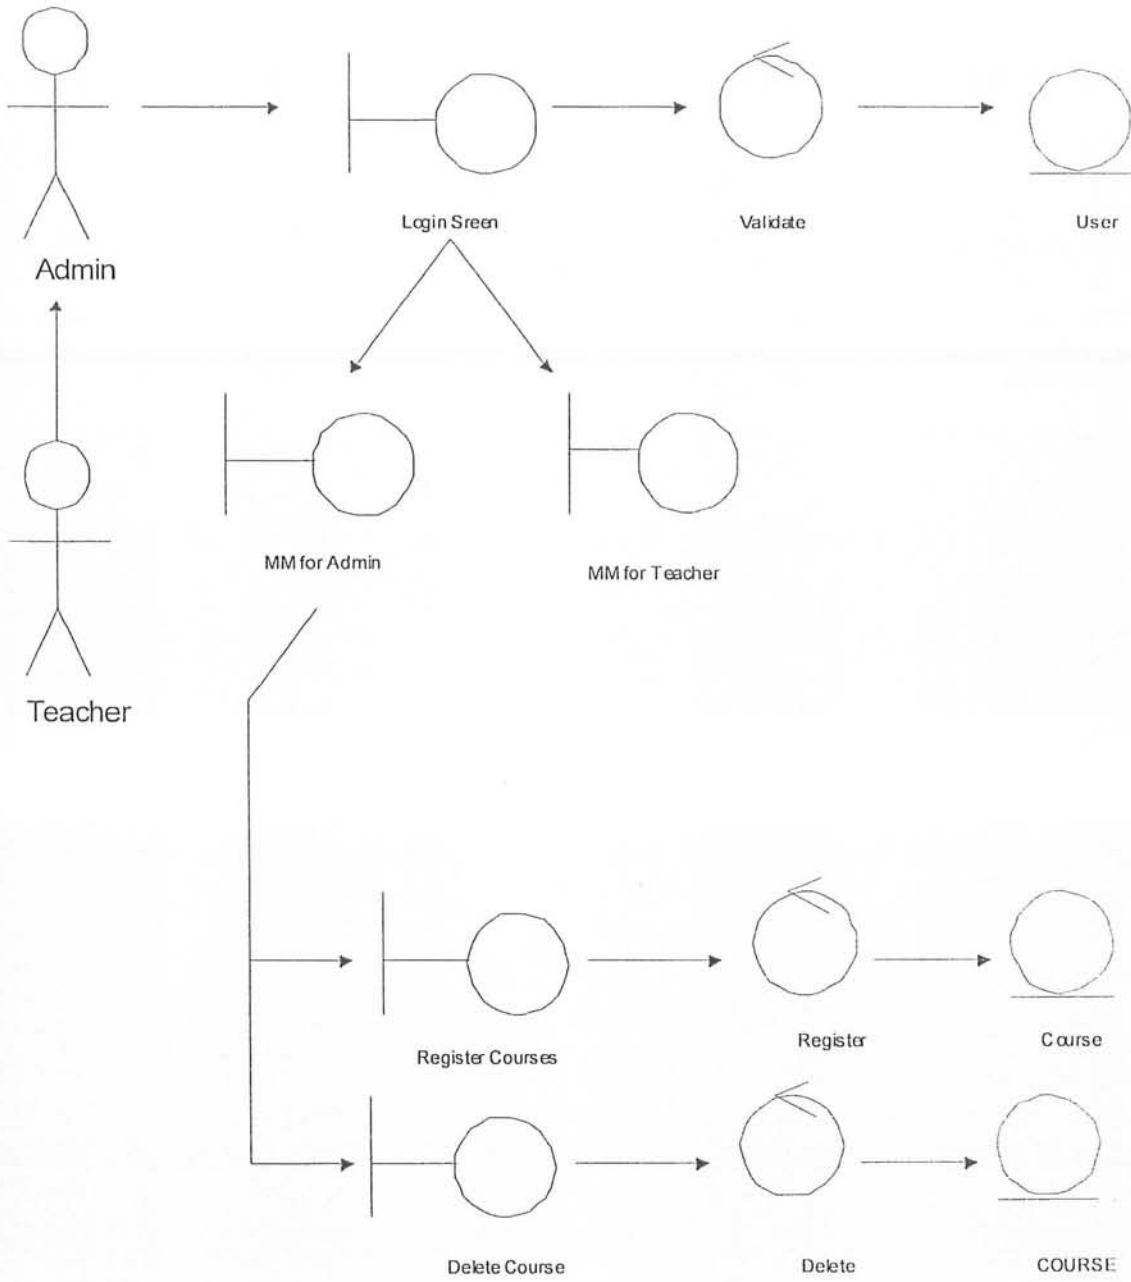 Login Sreen
Validate
User
Admin
MM for Admin
MM for Teacher
Teacher
Register Courses
Register
Course
Delete Course
Delete
COURSE